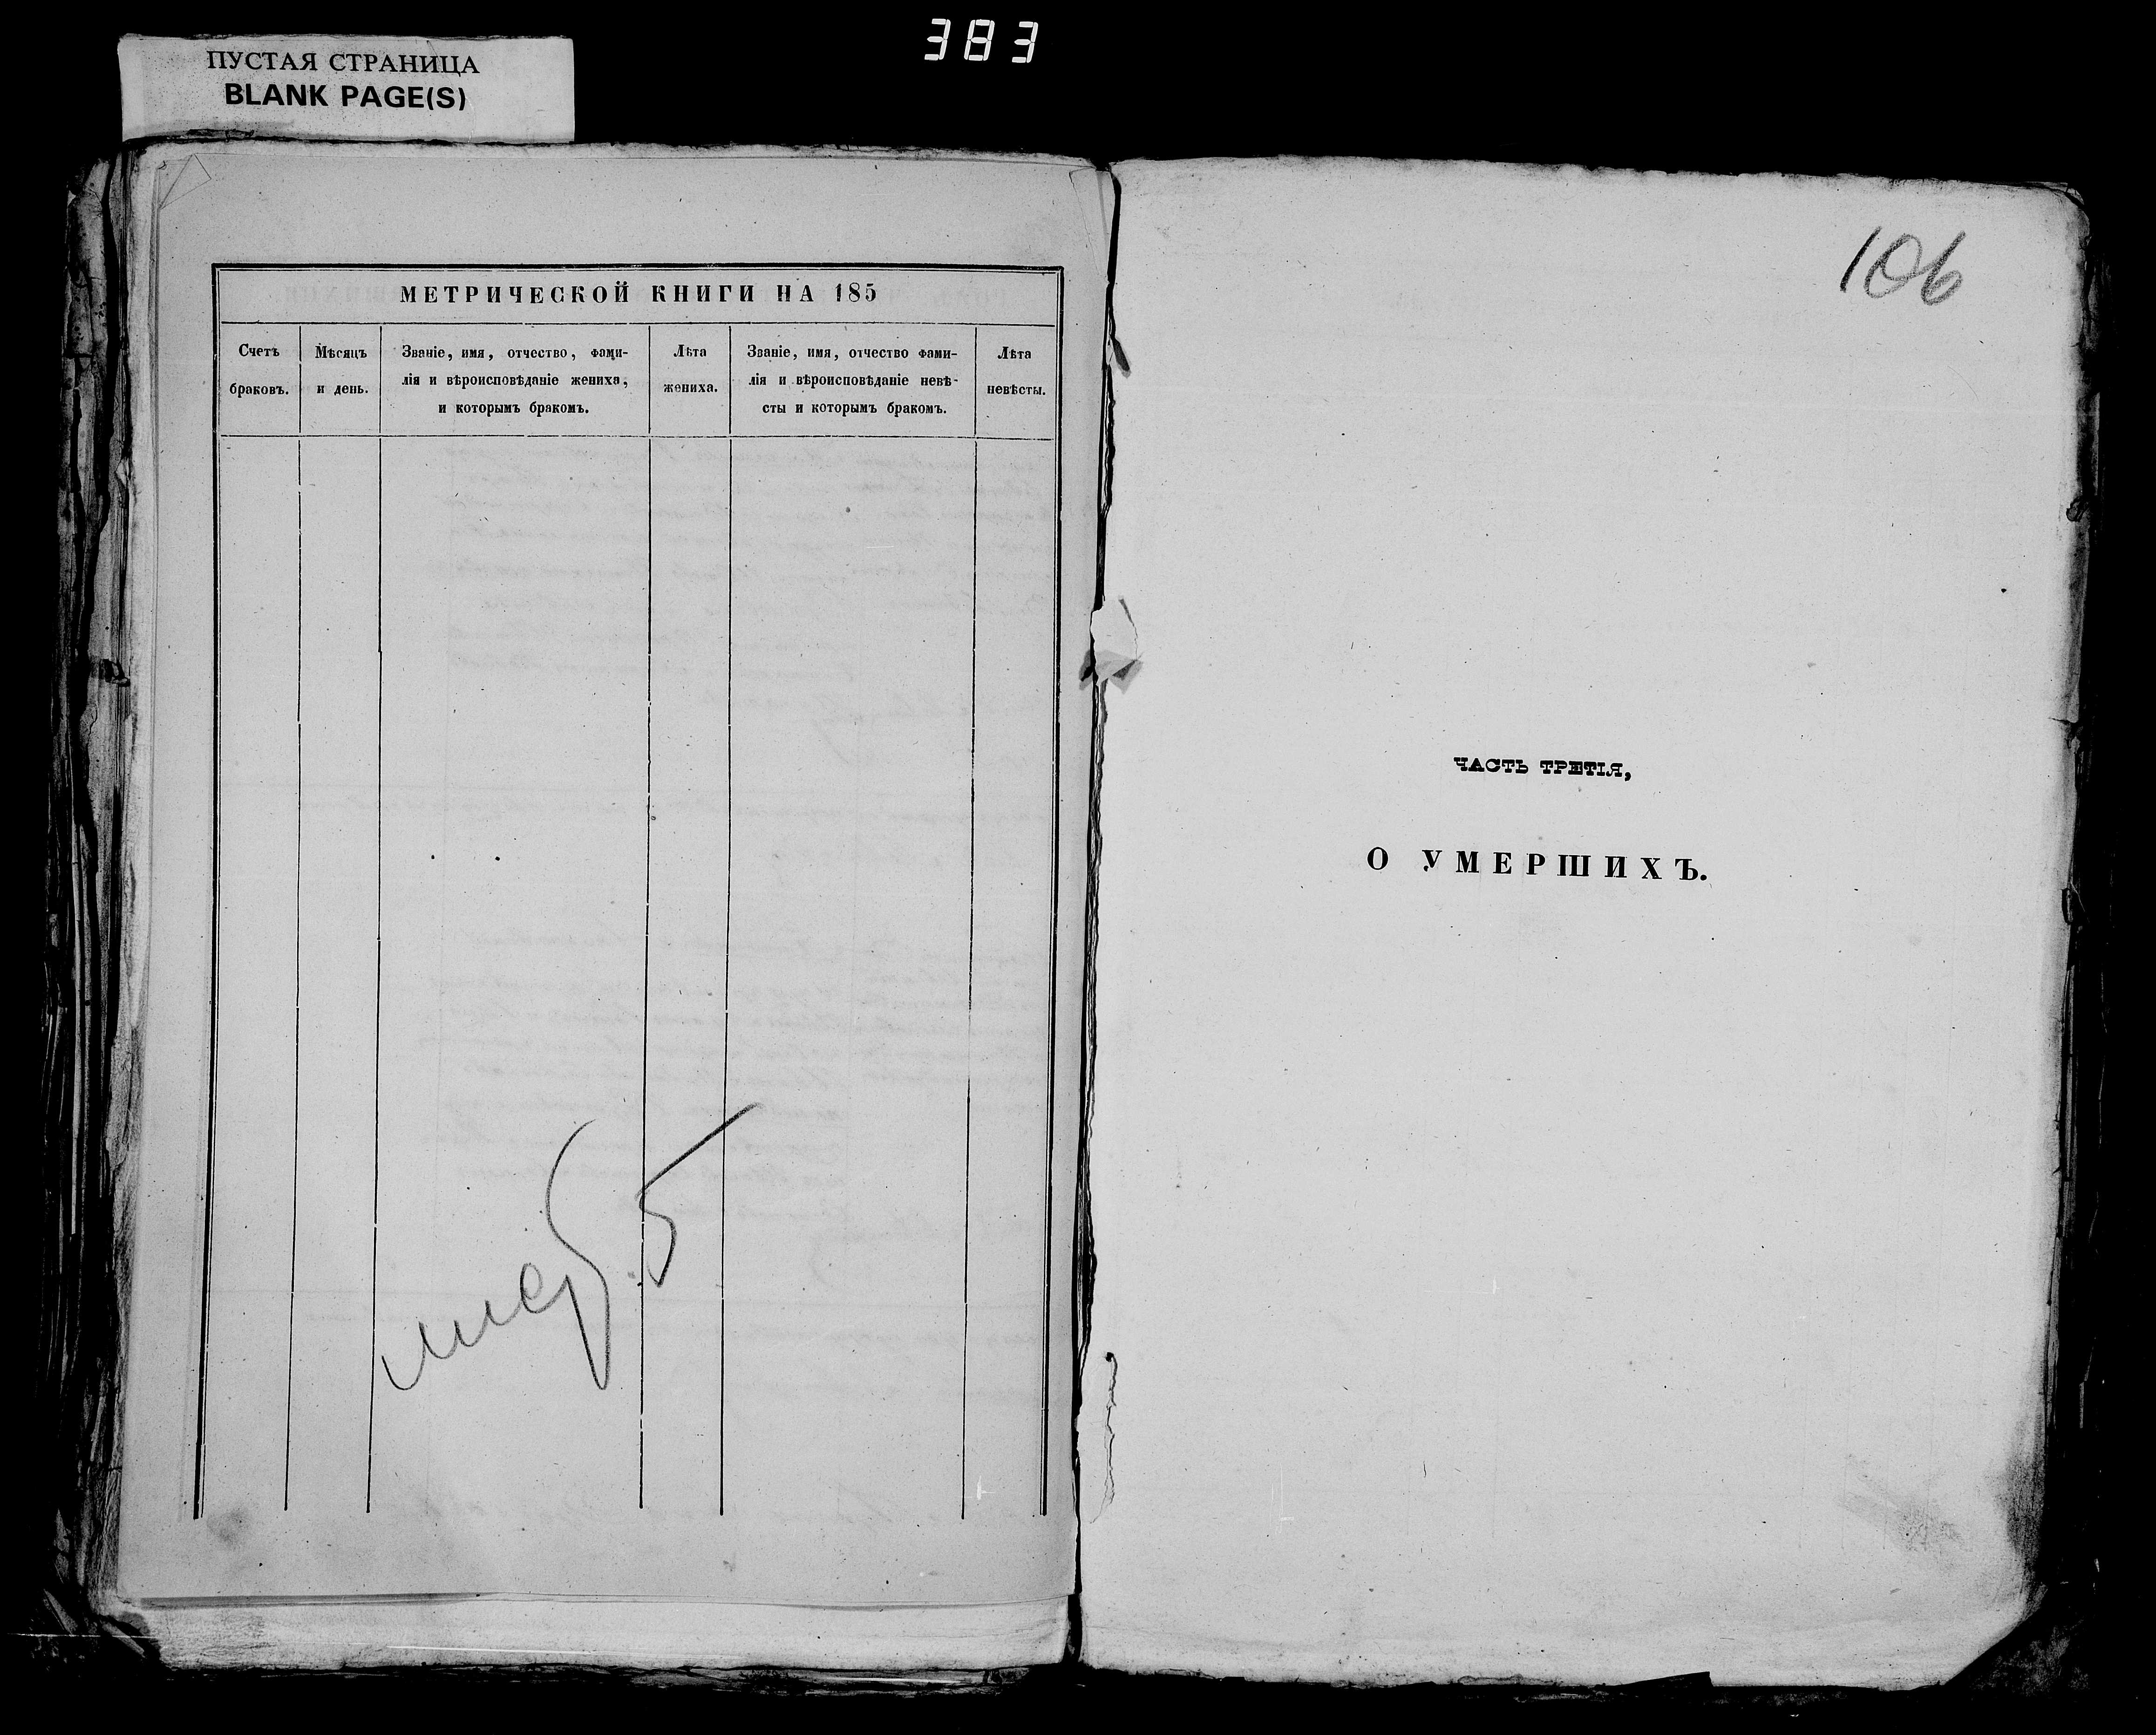 383
ПУСТАЯ СТРАНИЦА
BLANK PAGE(S)
МЕТРИЧЕСКОЙ КНИГИ НА 185
Счетъ браковъ.
Мѣсяцъ и день.
Званіе, имя, отчество, фами-
лія и вѣроисповѣданіе жениха,
и которымъ бракомъ.
Лѣта жениха.
Званіе, имя, отчество фами-
лія и вѣроисповѣданіе невѣ-
сты и которымъ бракомъ.
Лѣта невѣсты.
106
ЧАСТЬ ТРЕТІЯ,
О УМЕРШИХЪ.